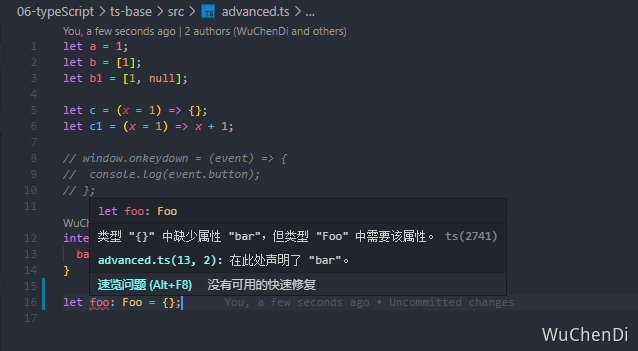 06-typeScript > ts-base > src > TS advanced.ts > ...
You, a few seconds ago | 2 authors (WuChenDi and others)
1 let a = 1;
2 let b = [1];
3 let b1 = [1, null];
4
5 let c = (x = 1) => {};
6 let c1 = (x = 1) => x + 1;
7
8 // window.onkeydown = (event) => {
9 //  console.log(event.button);
10 // };
11
let foo: Foo
类型 "{}" 中缺少属性 "bar"，但类型 "Foo" 中需要该属性。 ts(2741)
advanced.ts(13, 2): 在此处声明了 "bar"。
速览问题 (Alt+F8) 没有可用的快速修复
WuCh
12 inte
13 ba
14 }
15
16 let foo: Foo = {}; You, a few seconds ago • Uncommitted changes
17
WuChenDi